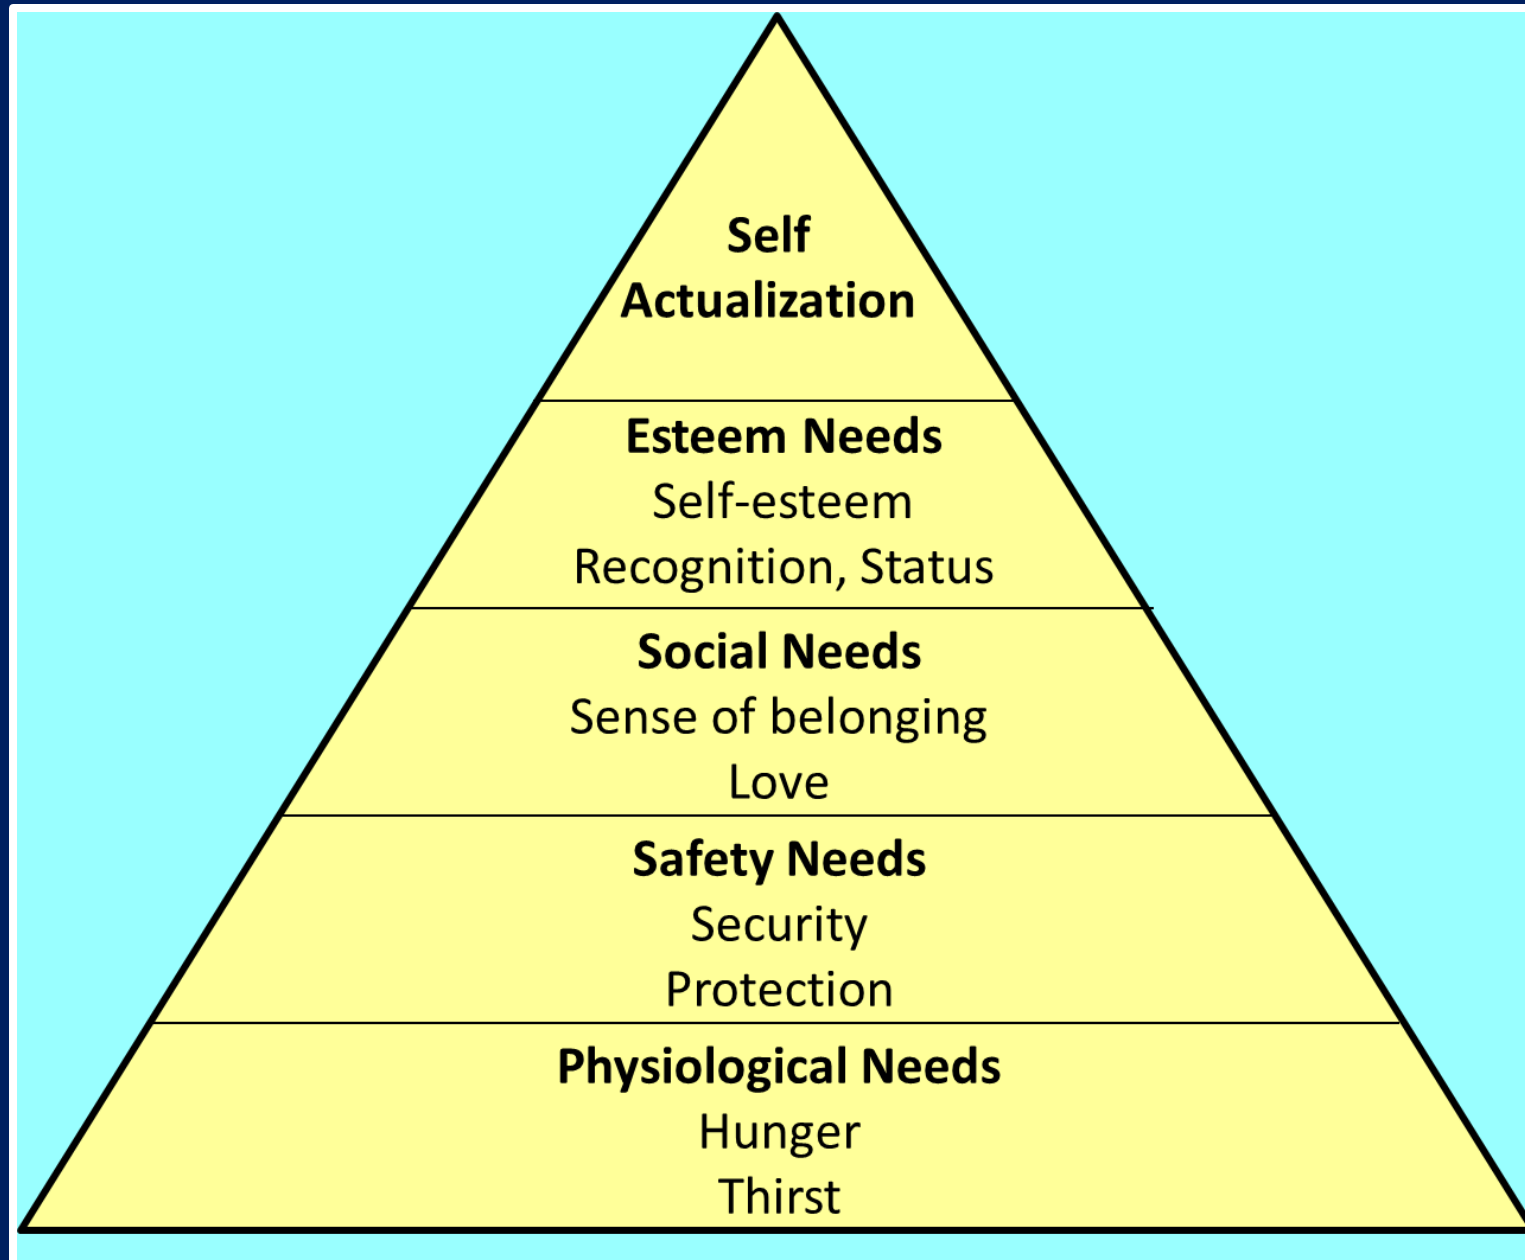 Self
Actualization
Esteem Needs
Self-esteem
Recognition, Status
Social Needs
Sense of belonging
Love
Safety Needs
Security
Protection
Physiological Needs
Hunger
Thirst